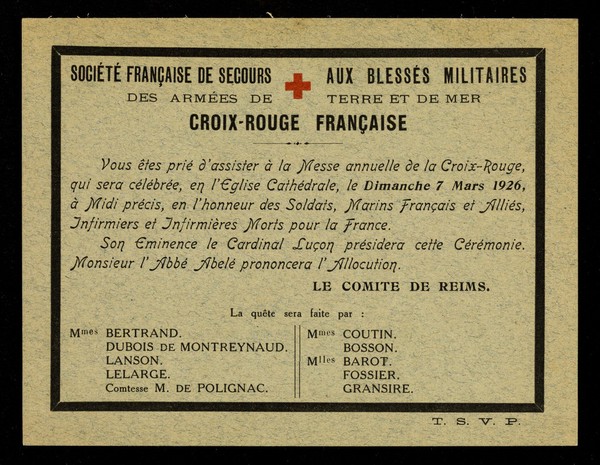 SOCIÉTÉ FRANÇAISE DE SECOURS AUX BLESSÉS MILITAIRES
DES ARMÉES DE TERRE ET DE MER
CROIX-ROUGE FRANÇAISE
Vous êtes prié d'assister à la Messe annuelle de la Croix-Rouge,
qui sera célébrée, en l'Eglise Cathédrale, le Dimanche 7 Mars 1926,
à Midi précis, en l'honneur des Soldats, Marins Français et Alliés,
Infirmiers et Infirmières Morts pour la France.
Son Eminence le Cardinal Luçon présidera cette Cérémonie.
Monsieur l'Abbé Abelé prononcera l'Allocution.
LE COMITE DE REIMS.
La quête sera faite par :
Mmes BERTRAND.
DUBOIS DE MONTREYNAUD.
LANSON.
LELARGE.
Comtesse M. DE POLIGNAC.
Mmes COUTIN.
BOSSON.
Mlles BAROT.
FOSSIER.
GRANSIRE.
T. S. V. P.